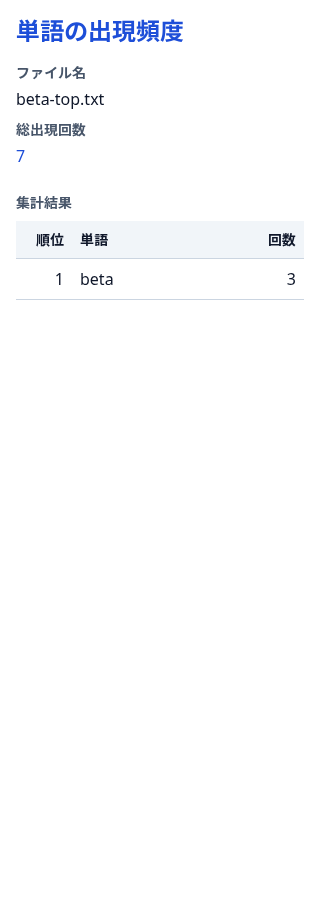 単語の出現頻度
ファイル名
beta-top.txt
総出現回数
7
集計結果
順位 単語 回数
1 beta 3